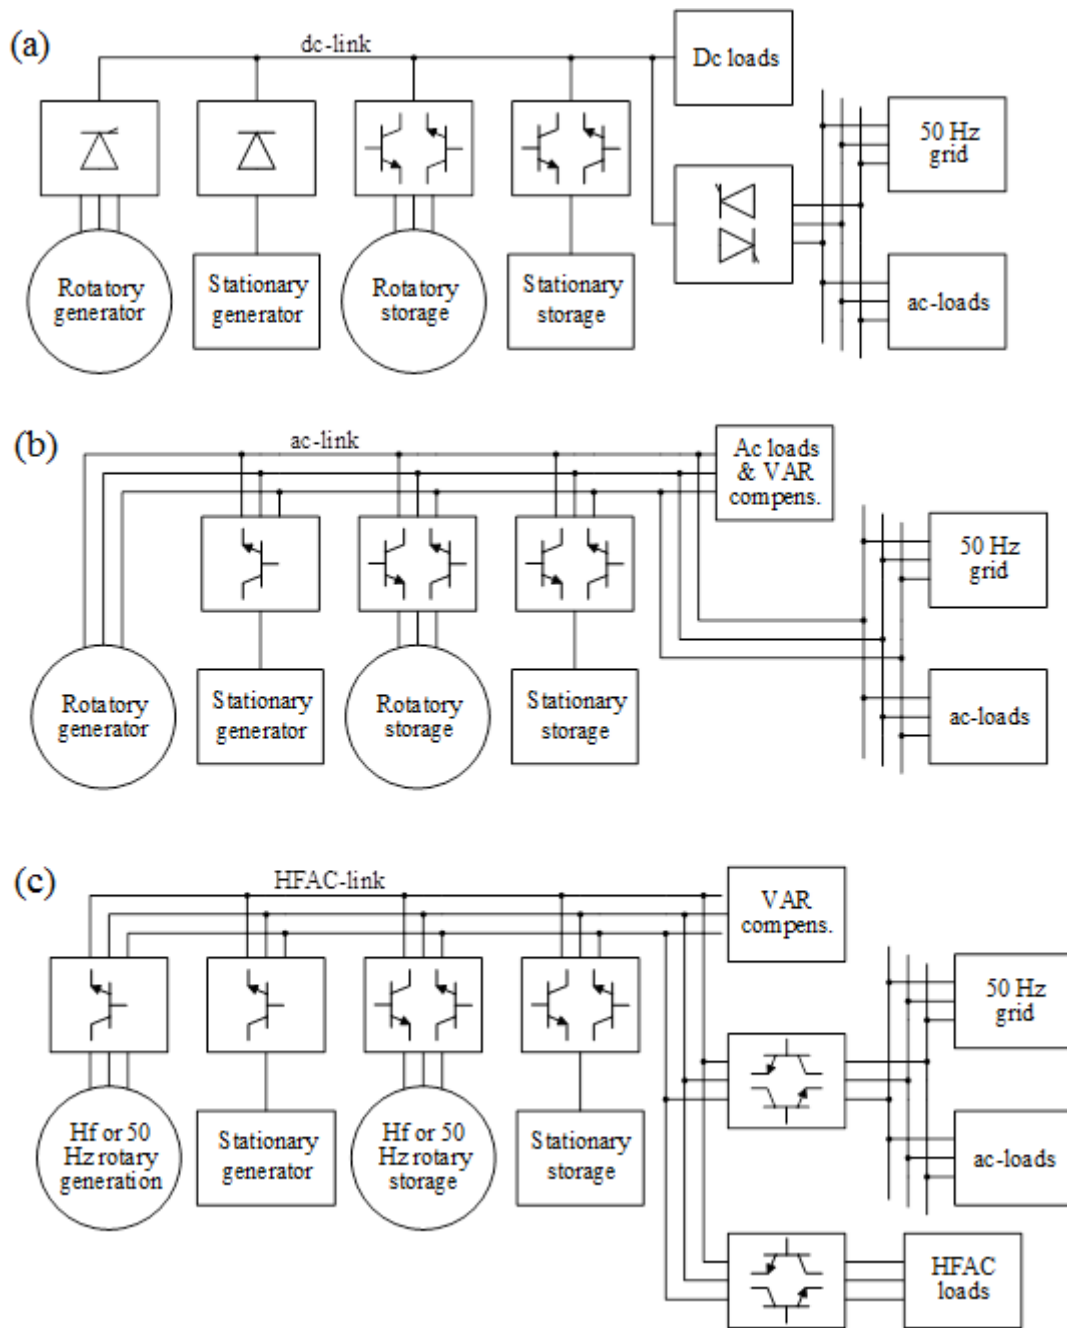 (a)
dc-link
Dc loads
50 Hz
grid
Rotatory
generator
Stationary
generator
Rotatory
storage
Stationary
storage
ac-loads
(b)
ac-link
Ac loads
& VAR
compens.
50 Hz
grid
Rotatory
generator
Stationary
generator
Rotatory
storage
Stationary
storage
ac-loads
(c)
HFAC-link
VAR
compens.
50 Hz
grid
Hf or 50
Hz rotary
generation
Stationary
generator
Hf or 50
Hz rotary
storage
Stationary
storage
ac-loads
HFAC
loads